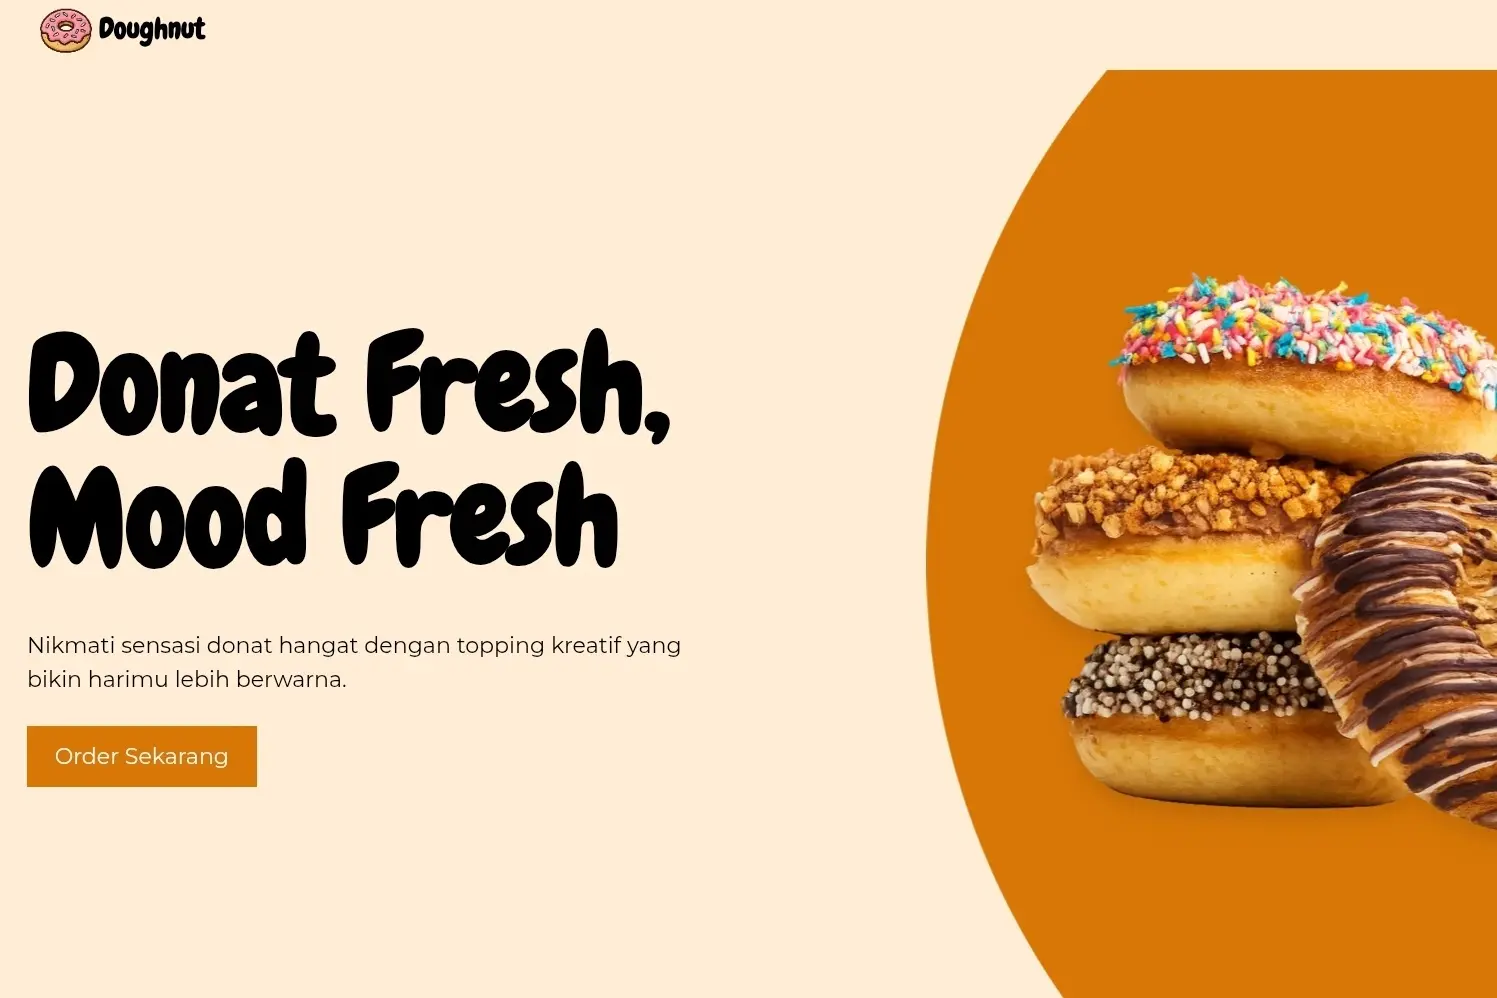 Doughnut
Donat Fresh,
Mood Fresh
Nikmati sensasi donat hangat dengan topping kreatif yang
bikin harimu lebih berwarna.
Order Sekarang